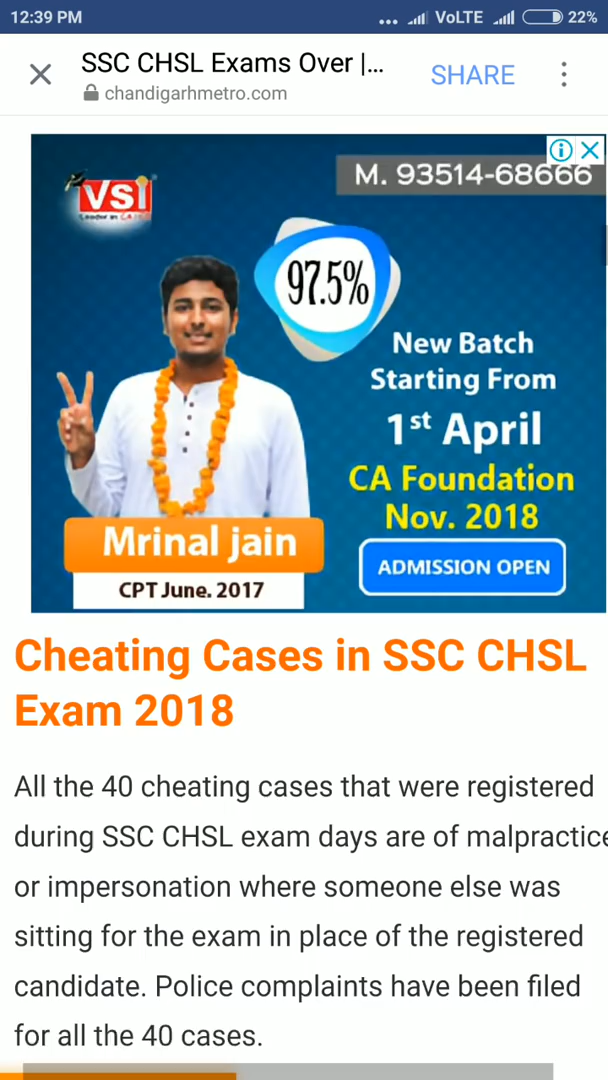 12:39 PM
... VoLTE 22%
SSC CHSL Exams Over |...
SHARE
chandigarhmetro.com
M. 93514-68666
VSI
Leader in CA
97.5%
New Batch
Starting From
1st April
CA Foundation
Nov. 2018
ADMISSION OPEN
Mrinal jain
CPT June. 2017
Cheating Cases in SSC CHSL
Exam 2018
All the 40 cheating cases that were registered
during SSC CHSL exam days are of malpractice
or impersonation where someone else was
sitting for the exam in place of the registered
candidate. Police complaints have been filed
for all the 40 cases.